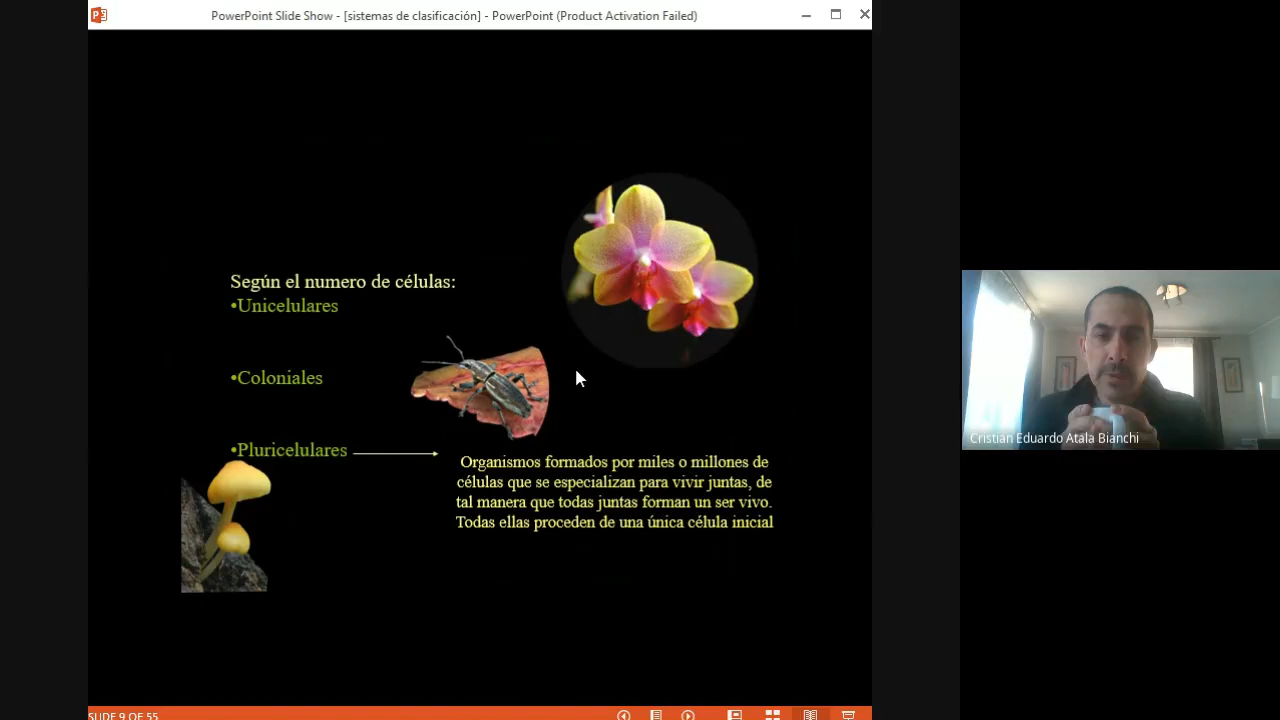 PowerPoint Slide Show - [sistemas de clasificación] - PowerPoint (Product Activation Failed)
Según el numero de células:
•Unicelulares
•Coloniales
•Pluricelulares
Organismos formados por miles o millones de
células que se especializan para vivir juntas, de
tal manera que todas juntas forman un ser vivo.
Todas ellas proceden de una única célula inicial
Cristian Eduardo Atala Bianchi
SLIDE 9 OF 55